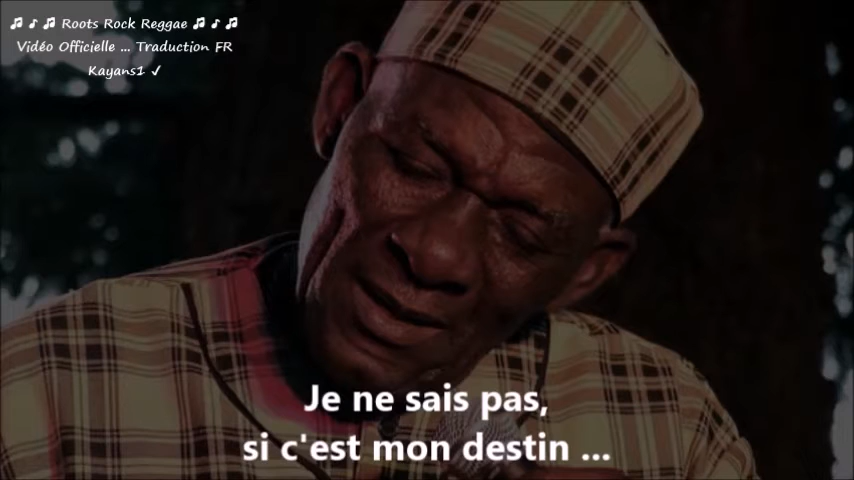 ♫ ♪ ♫ Roots Rock Reggae ♫ ♪ ♫
Vidéo Officielle ... Traduction FR
Kayans1 ✓
Je ne sais pas,
si c'est mon destin ...